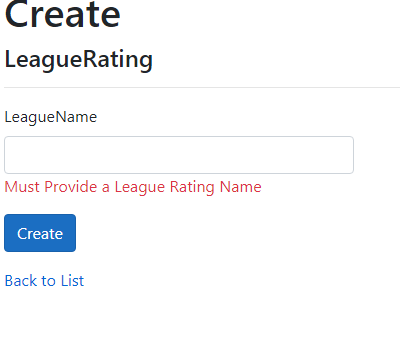 Create
LeagueRating
LeagueName
Must Provide a League Rating Name
Create
Back to List